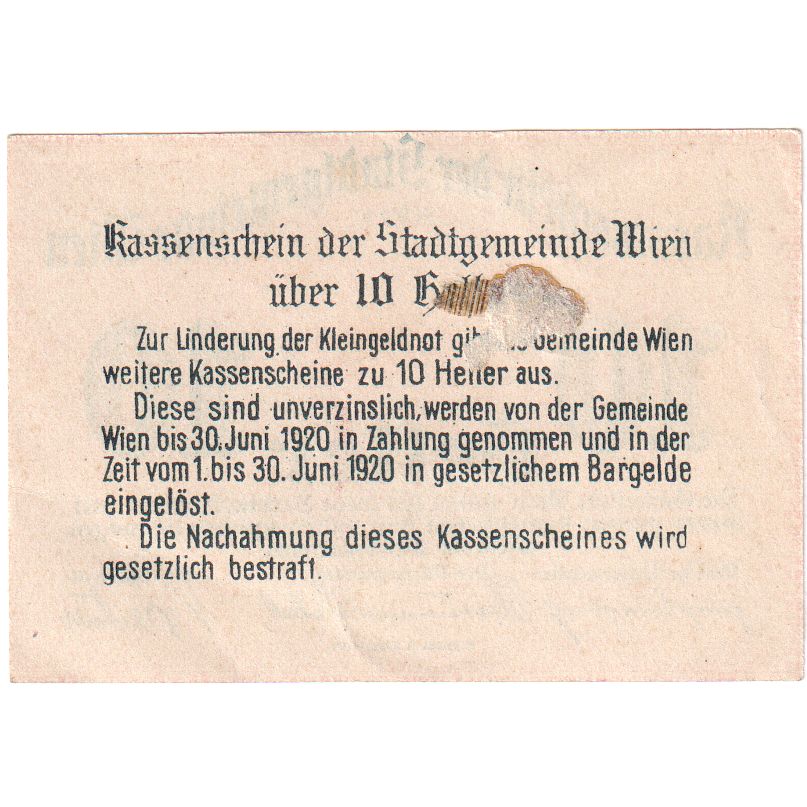 Kassenschein der Stadtgemeinde Wien
über 10
Zur Linderung der Kleingeldnot Gemeinde Wien
weitere Kassenscheine zu 10 Heller aus.
Diese sind unverzinslich, werden von der Gemeinde
Wien bis 30. Juni 1920 in Zahlung genommen und in der
Zeit vom 1. bis 30. Juni 1920 in gesetzlichem Bargelde
eingelöst.
Die Nachahmung dieses Kassenscheines wird
gesetzlich bestraft.